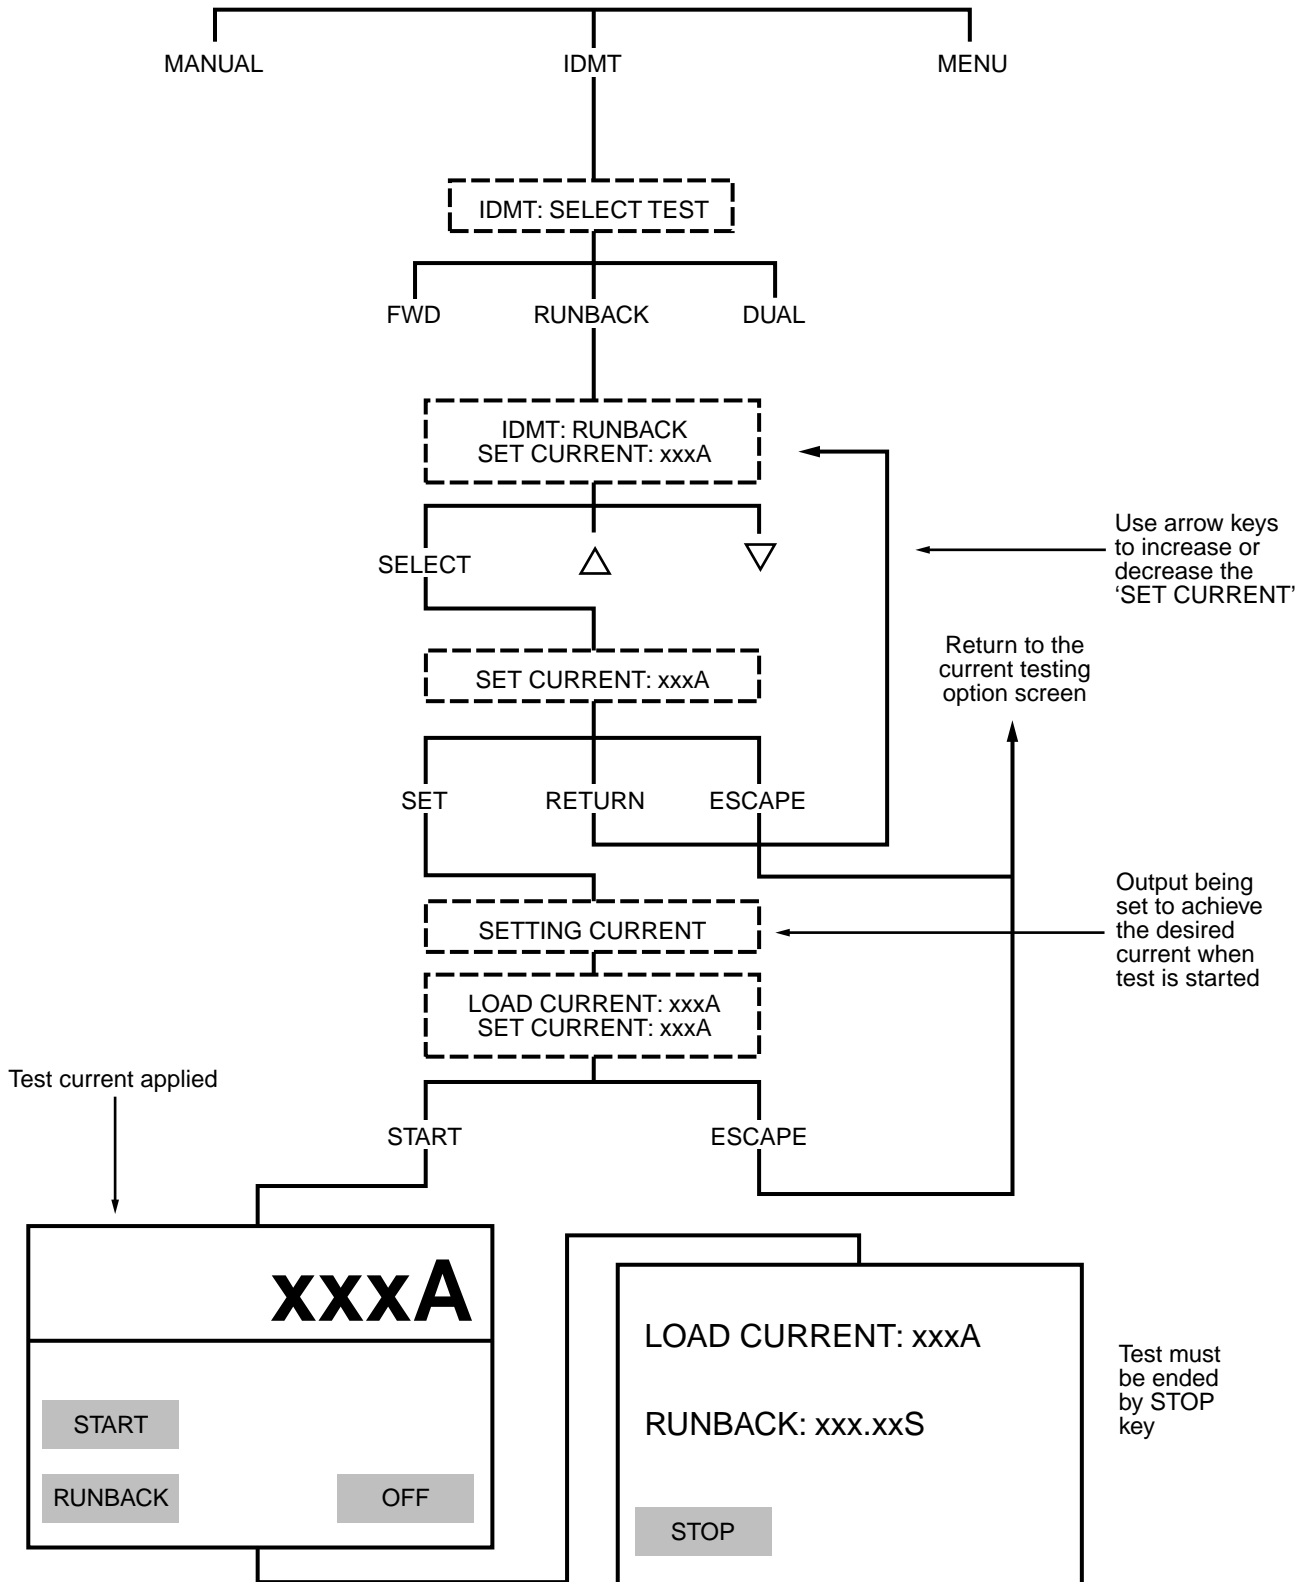 MANUAL
IDMT
MENU
IDMT: SELECT TEST
FWD
RUNBACK
DUAL
IDMT: RUNBACK
SET CURRENT: xxxA
SELECT
Use arrow keys
to increase or
decrease the
‘SET CURRENT’
SET CURRENT: xxxA
Return to the
current testing
option screen
SET
RETURN
ESCAPE
SETTING CURRENT
Output being
set to achieve
the desired
current when
test is started
LOAD CURRENT: xxxA
SET CURRENT: xxxA
Test current applied
START
ESCAPE
xxxA
START
RUNBACK
OFF
LOAD CURRENT: xxxA
RUNBACK: xxx.xxS
STOP
Test must
be ended
by STOP
key